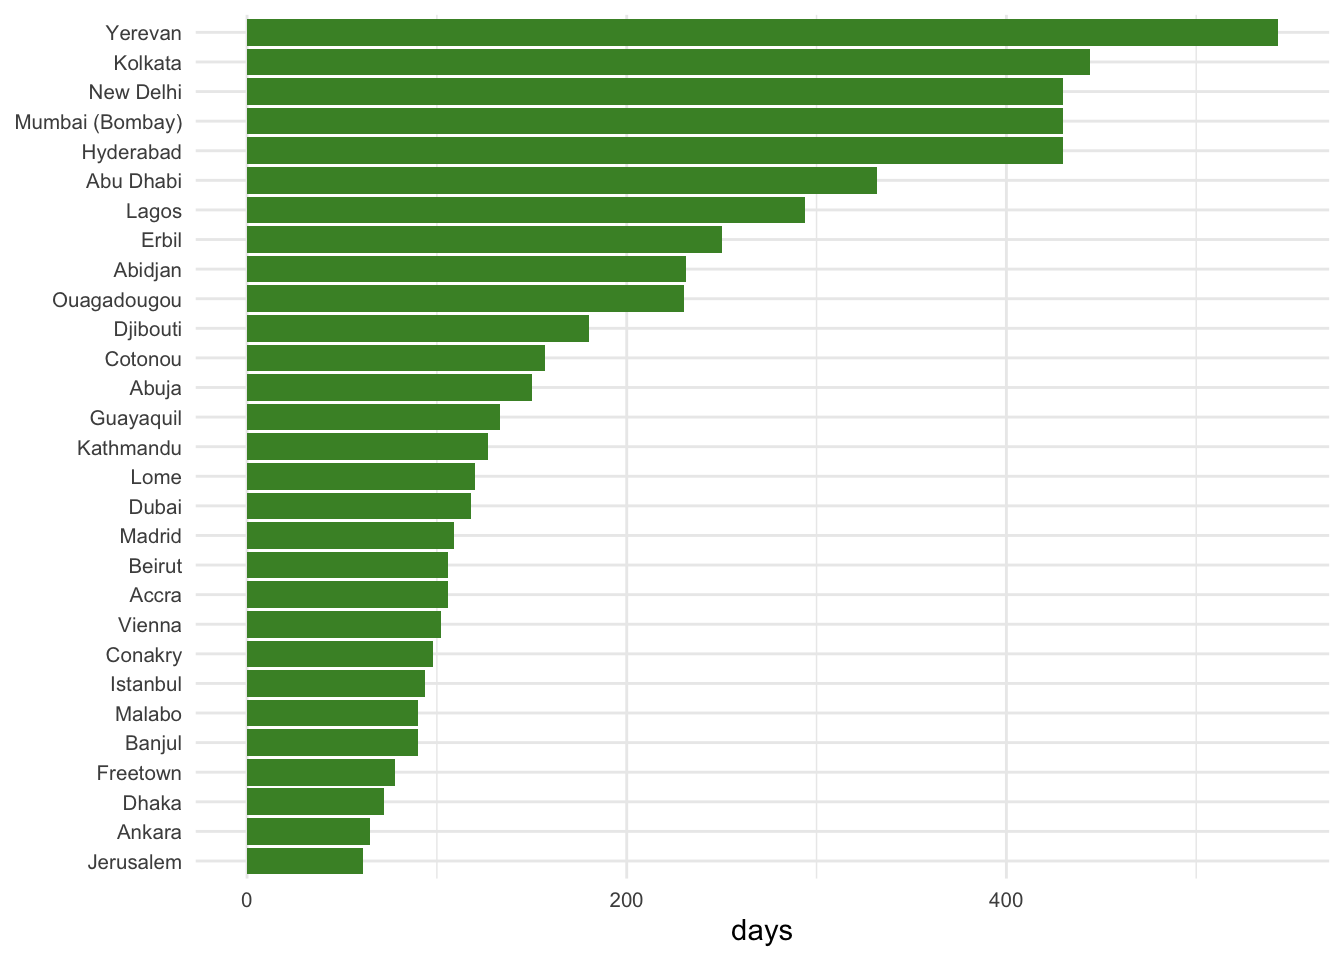 Yerevan
Kolkata
New Delhi
Mumbai (Bombay)
Hyderabad
Abu Dhabi
Lagos
Erbil
Abidjan
Ouagadougou
Djibouti
Cotonou
Abuja
Guayaquil
Kathmandu
Lome
Dubai
Madrid
Beirut
Accra
Vienna
Conakry
Istanbul
Malabo
Banjul
Freetown
Dhaka
Ankara
Jerusalem
0 200 400
days